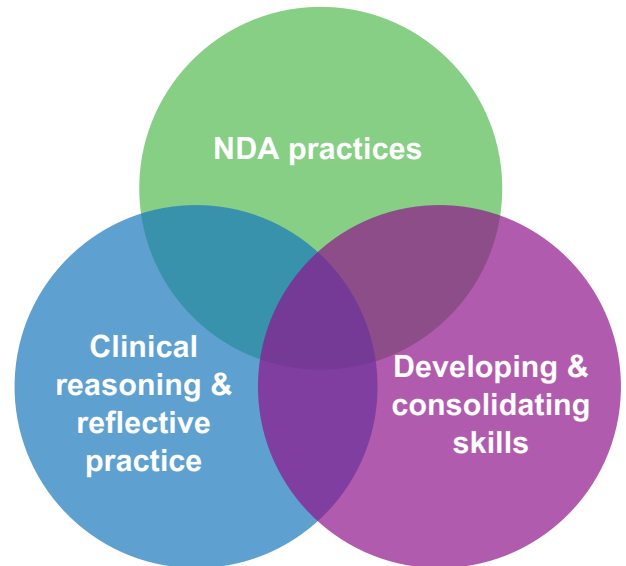 NDA practices
Clinical
reasoning &
reflective
practice
Developing &
consolidating
skills